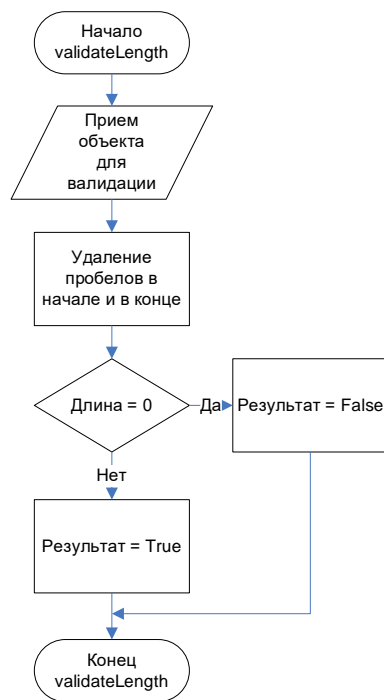 Начало
validateLength
Прием
объекта
для
валидации
Удаление
пробелов в
начале и в конце
Длина = 0
Да
Результат = False
Нет
Результат = True
Конец
validateLength